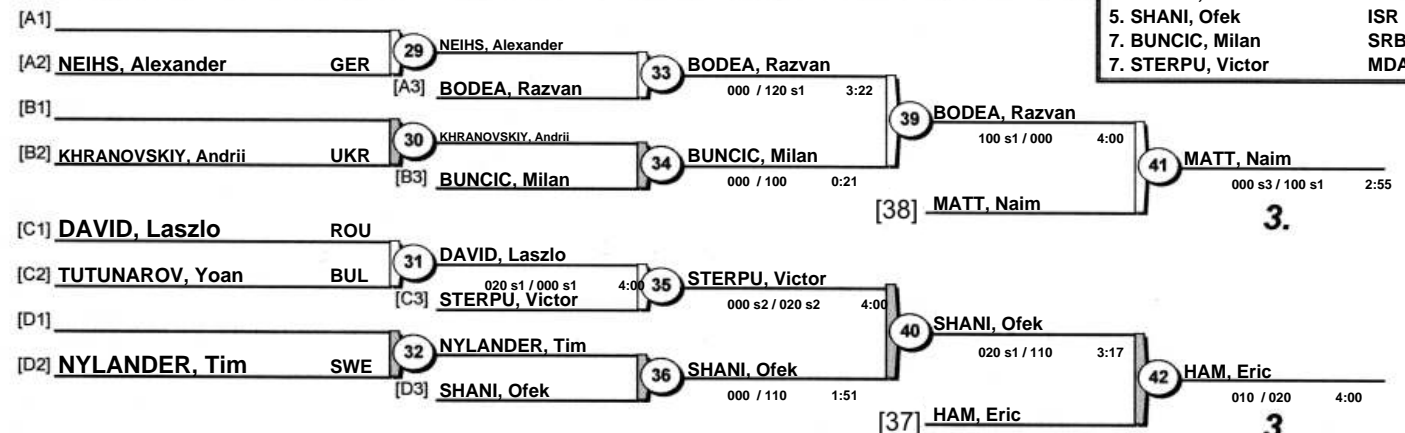 5. SHANI, Ofek ISR
7. BUNCIC, Milan SRB
7. STERPU, Victor MDA
[A1]
[A2] NEIHS, Alexander GER
29
NEIHS, Alexander
[A3] BODEA, Razvan
33
BODEA, Razvan
000 / 120 s1 3:22
[B1]
[B2] KHRANOVSKIY, Andrii UKR
30
KHRANOVSKIY, Andrii
[B3] BUNCIC, Milan
34
BUNCIC, Milan
000 / 100 0:21
39
BODEA, Razvan
100 s1 / 000 4:00
[38] MATT, Naim
41
MATT, Naim
000 s3 / 100 s1 2:55
3.
[C1] DAVID, Laszlo ROU
[C2] TUTUNAROV, Yoan BUL
31
DAVID, Laszlo
020 s1 / 000 s1 4:00
[C3] STERPU, Victor
35
STERPU, Victor
000 s2 / 020 s2 4:00
[D1]
[D2] NYLANDER, Tim SWE
32
NYLANDER, Tim
[D3] SHANI, Ofek
36
SHANI, Ofek
000 / 110 1:51
40
SHANI, Ofek
020 s1 / 110 3:17
[37] HAM, Eric
42
HAM, Eric
010 / 020 4:00
3